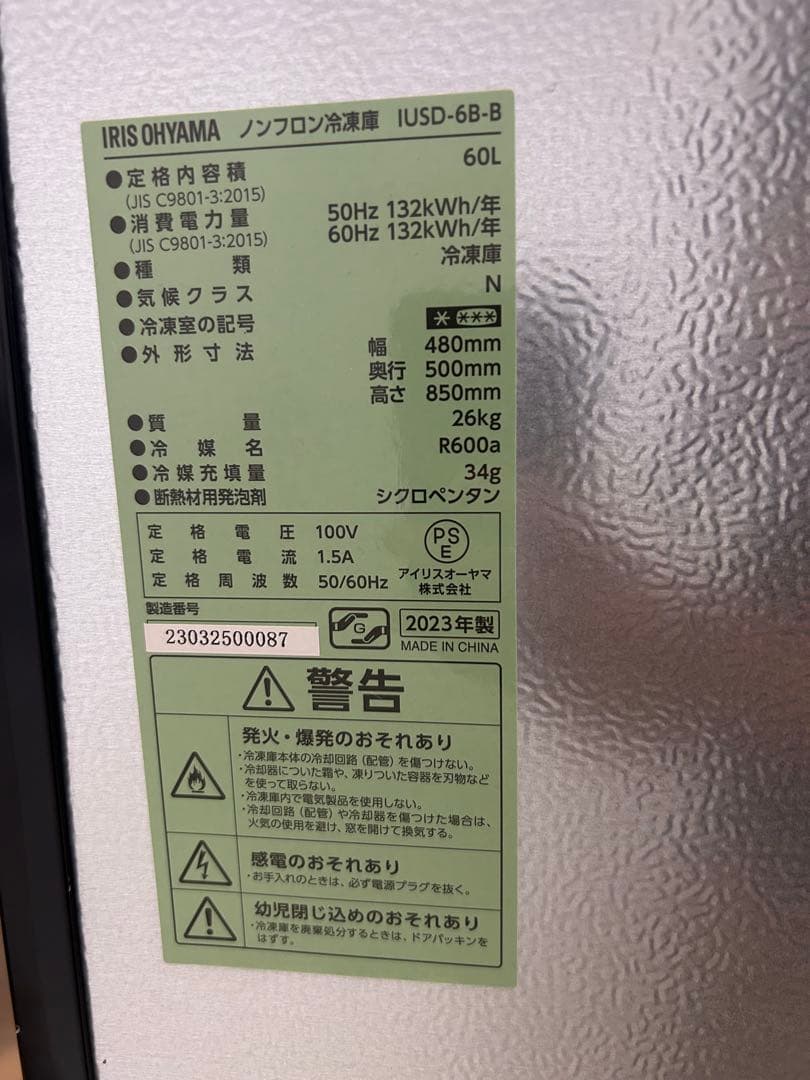 IRIS OHYAMA ノンフロン冷凍庫 IUSD-6B-B
●定格内容積 60L
(JIS C9801-3:2015)
●消費電力量 50Hz 132kWh/年
(JIS C9801-3:2015) 60Hz 132kWh/年
●種類 冷凍庫
●気候クラス N
●冷凍室の記号 * ***
●外形寸法 幅 480mm
奥行 500mm
高さ 850mm
●質量 26kg
●冷媒名 R600a
●冷媒充填量 34g
●断熱材用発泡剤 シクロペンタン
定格電圧 100V
定格電流 1.5A
定格周波数 50/60Hz
PS
E
アイリスオーヤマ
株式会社
製造番号
23032500087
G
2023年製
MADE IN CHINA
警告
発火・爆発のおそれあり
・冷凍庫本体の冷却回路（配管）を傷つけない。
・冷却器についた霜や、凍りついた容器を刃物など
を使って取らない。
・冷凍庫内で電気製品を使用しない。
・冷却回路（配管）や冷却器を傷つけた場合は、
火気の使用を避け、窓を開けて換気する。
感電のおそれあり
・お手入れのときは、必ず電源プラグを抜く。
幼児閉じ込めのおそれあり
・冷凍庫を廃棄処分するときは、ドアパッキンを
はずす。